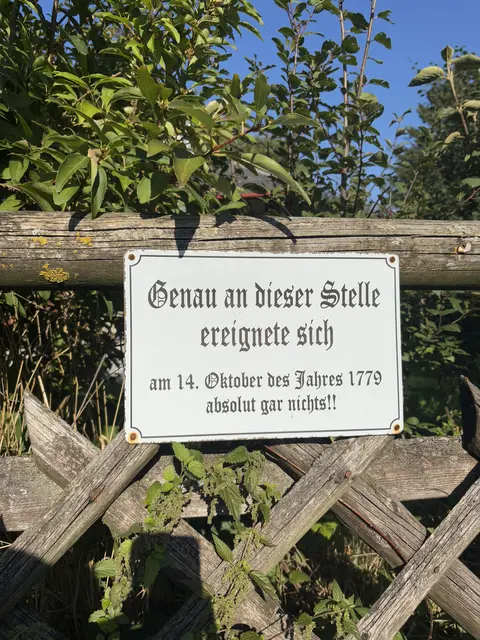 Genau an dieser Stelle
ereignete sich
am 14. Oktober des Jahres 1779
absolut gar nichts!!